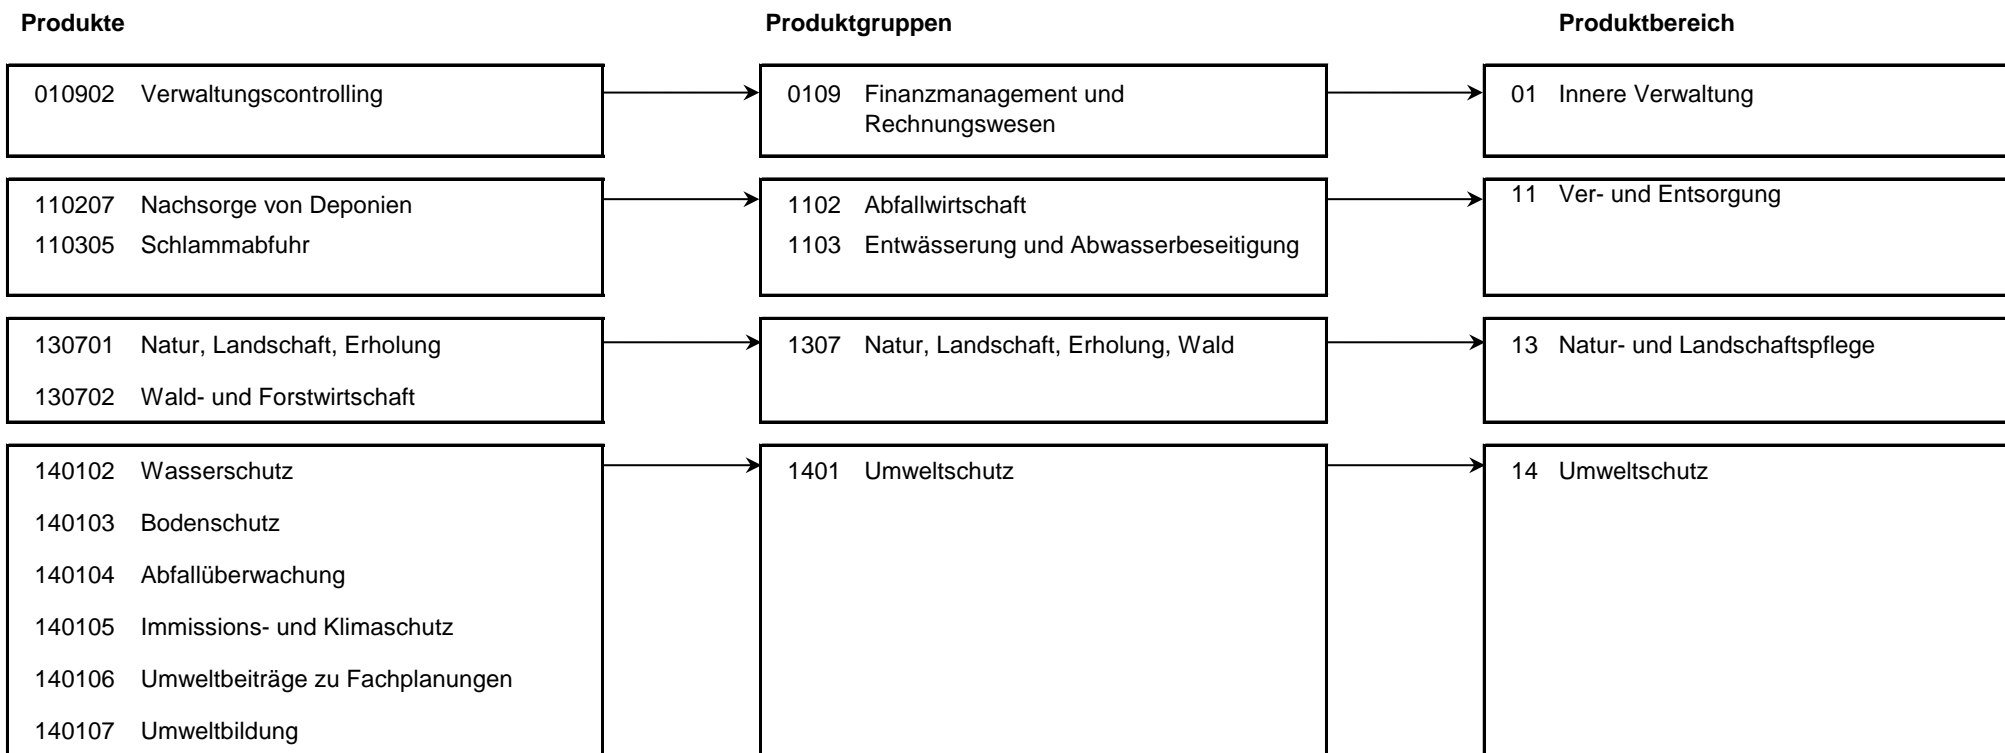 Produkte Produktgruppen Produktbereich
010902 Verwaltungscontrolling 0109 Finanzmanagement und 01 Innere Verwaltung
Rechnungswesen
110207 Nachsorge von Deponien 1102 Abfallwirtschaft 11 Ver- und Entsorgung
110305 Schlammabfuhr 1103 Entwässerung und Abwasserbeseitigung
130701 Natur, Landschaft, Erholung 1307 Natur, Landschaft, Erholung, Wald 13 Natur- und Landschaftspflege
130702 Wald- und Forstwirtschaft
140102 Wasserschutz 1401 Umweltschutz 14 Umweltschutz
140103 Bodenschutz
140104 Abfallüberwachung
140105 Immissions- und Klimaschutz
140106 Umweltbeiträge zu Fachplanungen
140107 Umweltbildung